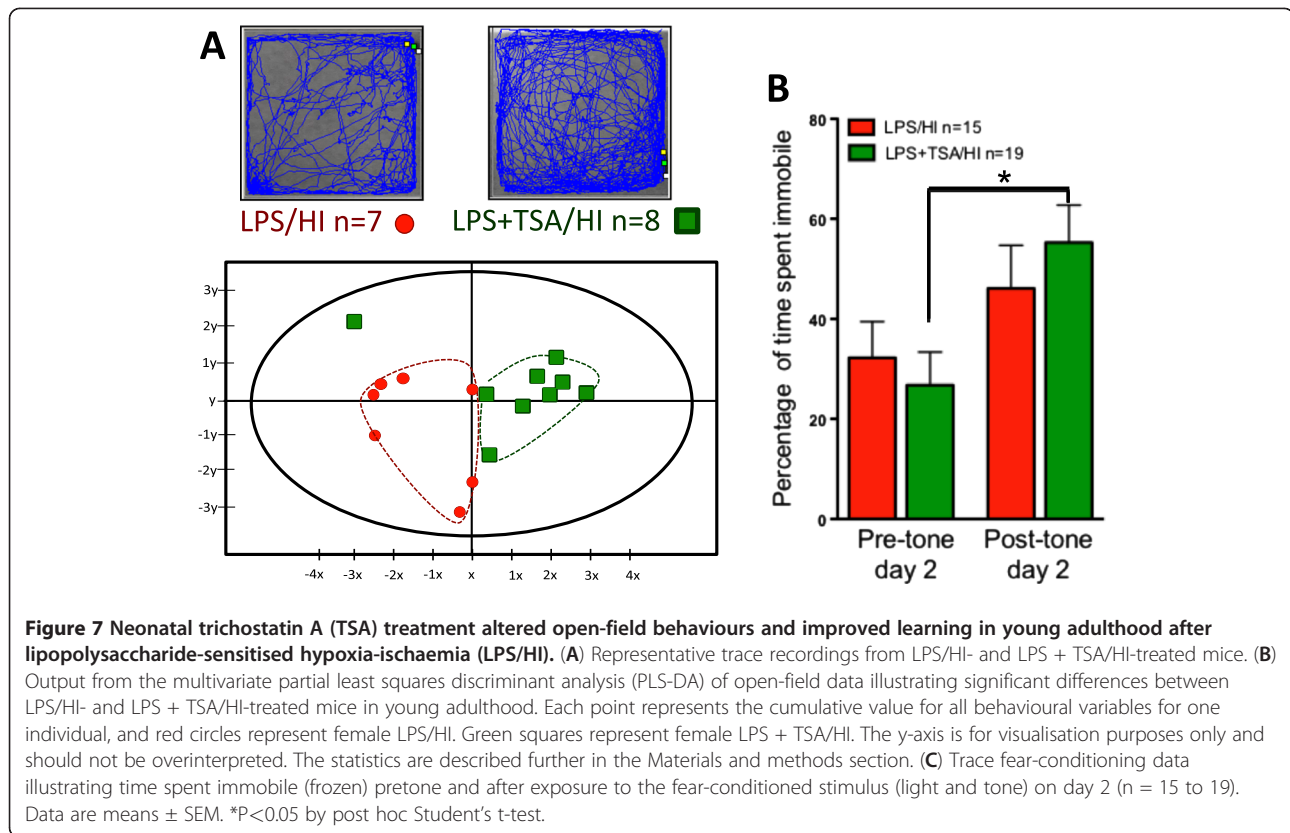 A
LPS/HI n=7
LPS+TSA/HI n=8
3y
2y
1y
y
-1y
-2y
-3y
-4x -3x -2x -1x x 1x 2x 3x 4x
B
LPS/HI n=15
LPS+TSA/HI n=19
*
Percentage of time spent immobile
80
60
40
20
0
Pre-tone day 2
Post-tone day 2
Figure 7 Neonatal trichostatin A (TSA) treatment altered open-field behaviours and improved learning in young adulthood after
lipopolysaccharide-sensitised hypoxia-ischaemia (LPS/HI). (A) Representative trace recordings from LPS/HI- and LPS + TSA/HI-treated mice. (B)
Output from the multivariate partial least squares discriminant analysis (PLS-DA) of open-field data illustrating significant differences between
LPS/HI- and LPS + TSA/HI-treated mice in young adulthood. Each point represents the cumulative value for all behavioural variables for one
individual, and red circles represent female LPS/HI. Green squares represent female LPS + TSA/HI. The y-axis is for visualisation purposes only and
should not be overinterpreted. The statistics are described further in the Materials and methods section. (C) Trace fear-conditioning data
illustrating time spent immobile (frozen) pretone and after exposure to the fear-conditioned stimulus (light and tone) on day 2 (n = 15 to 19).
Data are means ± SEM. *P<0.05 by post hoc Student's t-test.